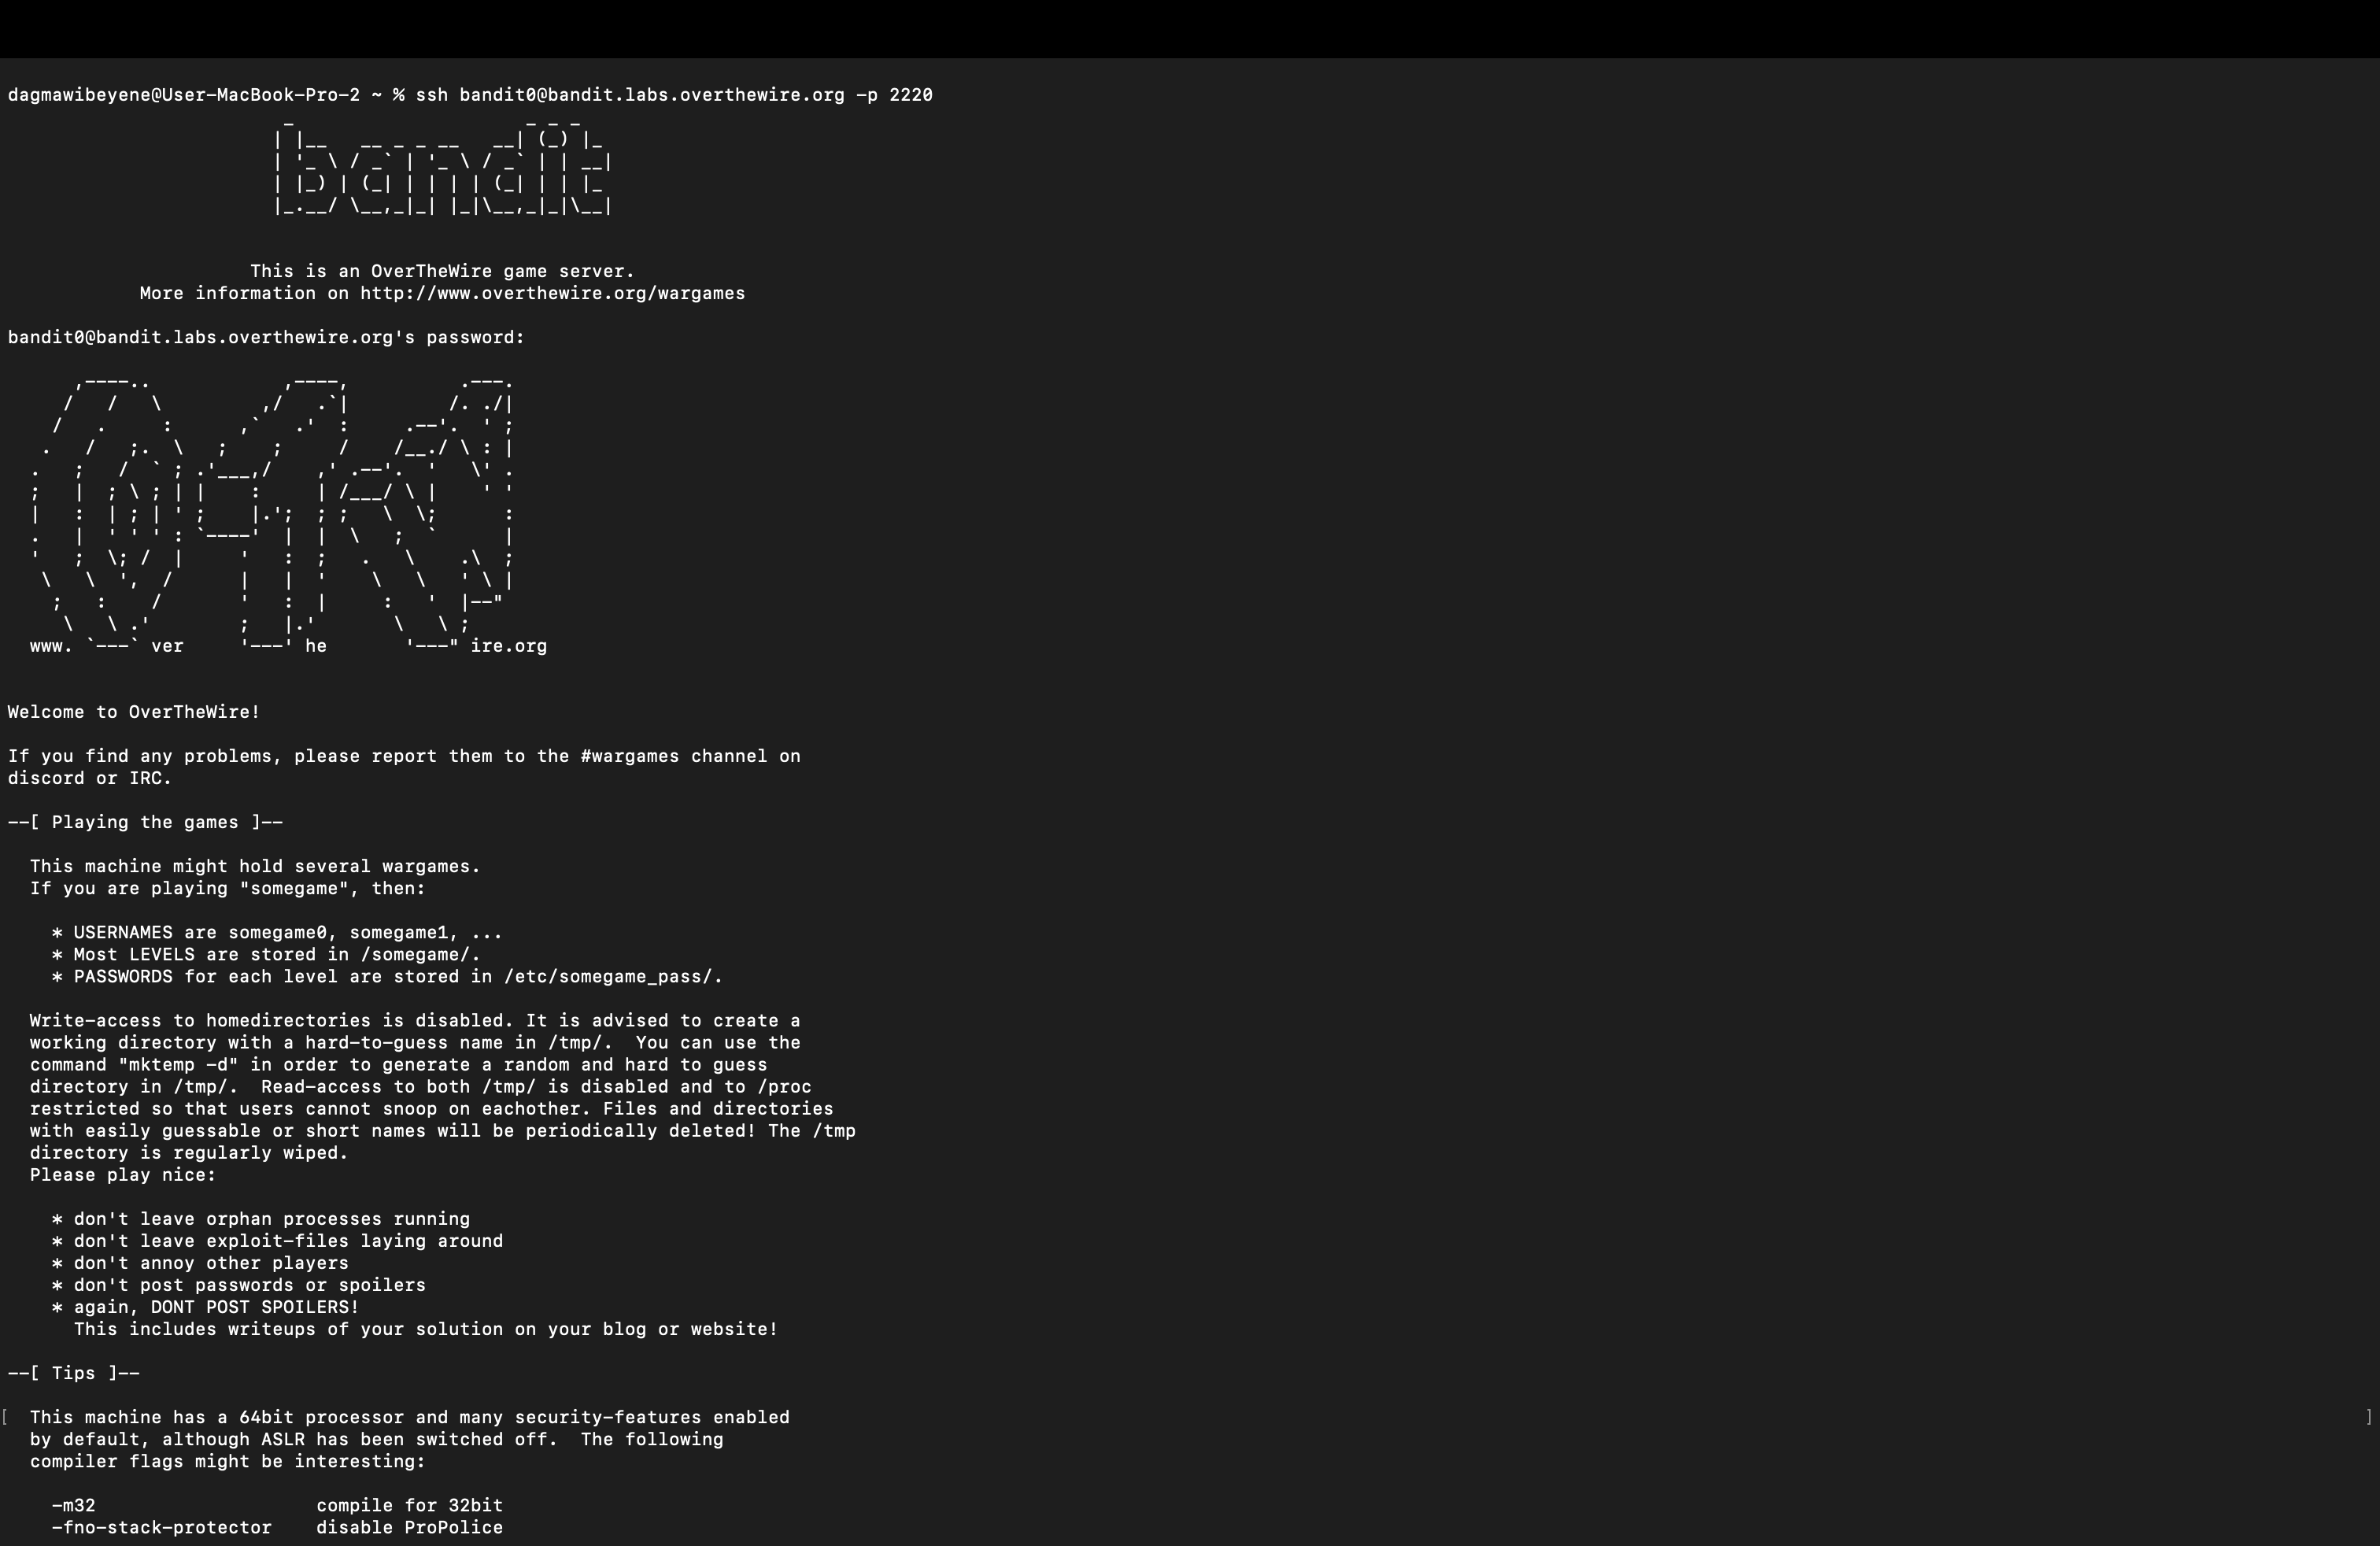 dagmawibeyene@User-MacBook-Pro-2 ~ % ssh bandit0@bandit.labs.overthewire.org -p 2220
                         _                     _ _ _
                        | |__   __ _ _ __   __| (_) |_
                        | '_ \ / _` | '_ \ / _` | | __|
                        | |_) | (_| | | | | (_| | | |_
                        |_.__/ \__,_|_| |_|\__,_|_|\__|
                      This is an OverTheWire game server.
            More information on http://www.overthewire.org/wargames
bandit0@bandit.labs.overthewire.org's password:
      ,----..            ,----,          .---.
     /   /   \         ,/   .`|         /. ./|
    /   .     :      ,`   .'  :     .--'.  ' ;
   .   /   ;.  \   ;    ;     /    /__./ \ : |
  .   ;   /  ` ; .'___,/    ,' .--'.  '   \' .
  ;   |  ; \ ; | |    :     | /___/ \ |    ' '
  |   :  | ; | ' ;    |.';  ; ;   \  \;      :
  .   |  ' ' ' : `----'  |  |  \   ;  `      |
  '   ;  \; /  |     '   :  ;   .   \    .\  ;
   \   \  ',  /      |   |  '    \   \   ' \ |
    ;   :    /       '   :  |     :   '  |--"
     \   \ .'        ;   |.'       \   \ ;
  www. `---` ver     '---' he       '---" ire.org
Welcome to OverTheWire!
If you find any problems, please report them to the #wargames channel on
discord or IRC.
--[ Playing the games ]--
  This machine might hold several wargames.
  If you are playing "somegame", then:
    * USERNAMES are somegame0, somegame1, ...
    * Most LEVELS are stored in /somegame/.
    * PASSWORDS for each level are stored in /etc/somegame_pass/.
  Write-access to homedirectories is disabled. It is advised to create a
  working directory with a hard-to-guess name in /tmp/.  You can use the
  command "mktemp -d" in order to generate a random and hard to guess
  directory in /tmp/.  Read-access to both /tmp/ is disabled and to /proc
  restricted so that users cannot snoop on eachother. Files and directories
  with easily guessable or short names will be periodically deleted! The /tmp
  directory is regularly wiped.
  Please play nice:
    * don't leave orphan processes running
    * don't leave exploit-files laying around
    * don't annoy other players
    * don't post passwords or spoilers
    * again, DONT POST SPOILERS!
      This includes writeups of your solution on your blog or website!
--[ Tips ]--
[ This machine has a 64bit processor and many security-features enabled ]
  by default, although ASLR has been switched off.  The following
  compiler flags might be interesting:
    -m32                    compile for 32bit
    -fno-stack-protector    disable ProPolice